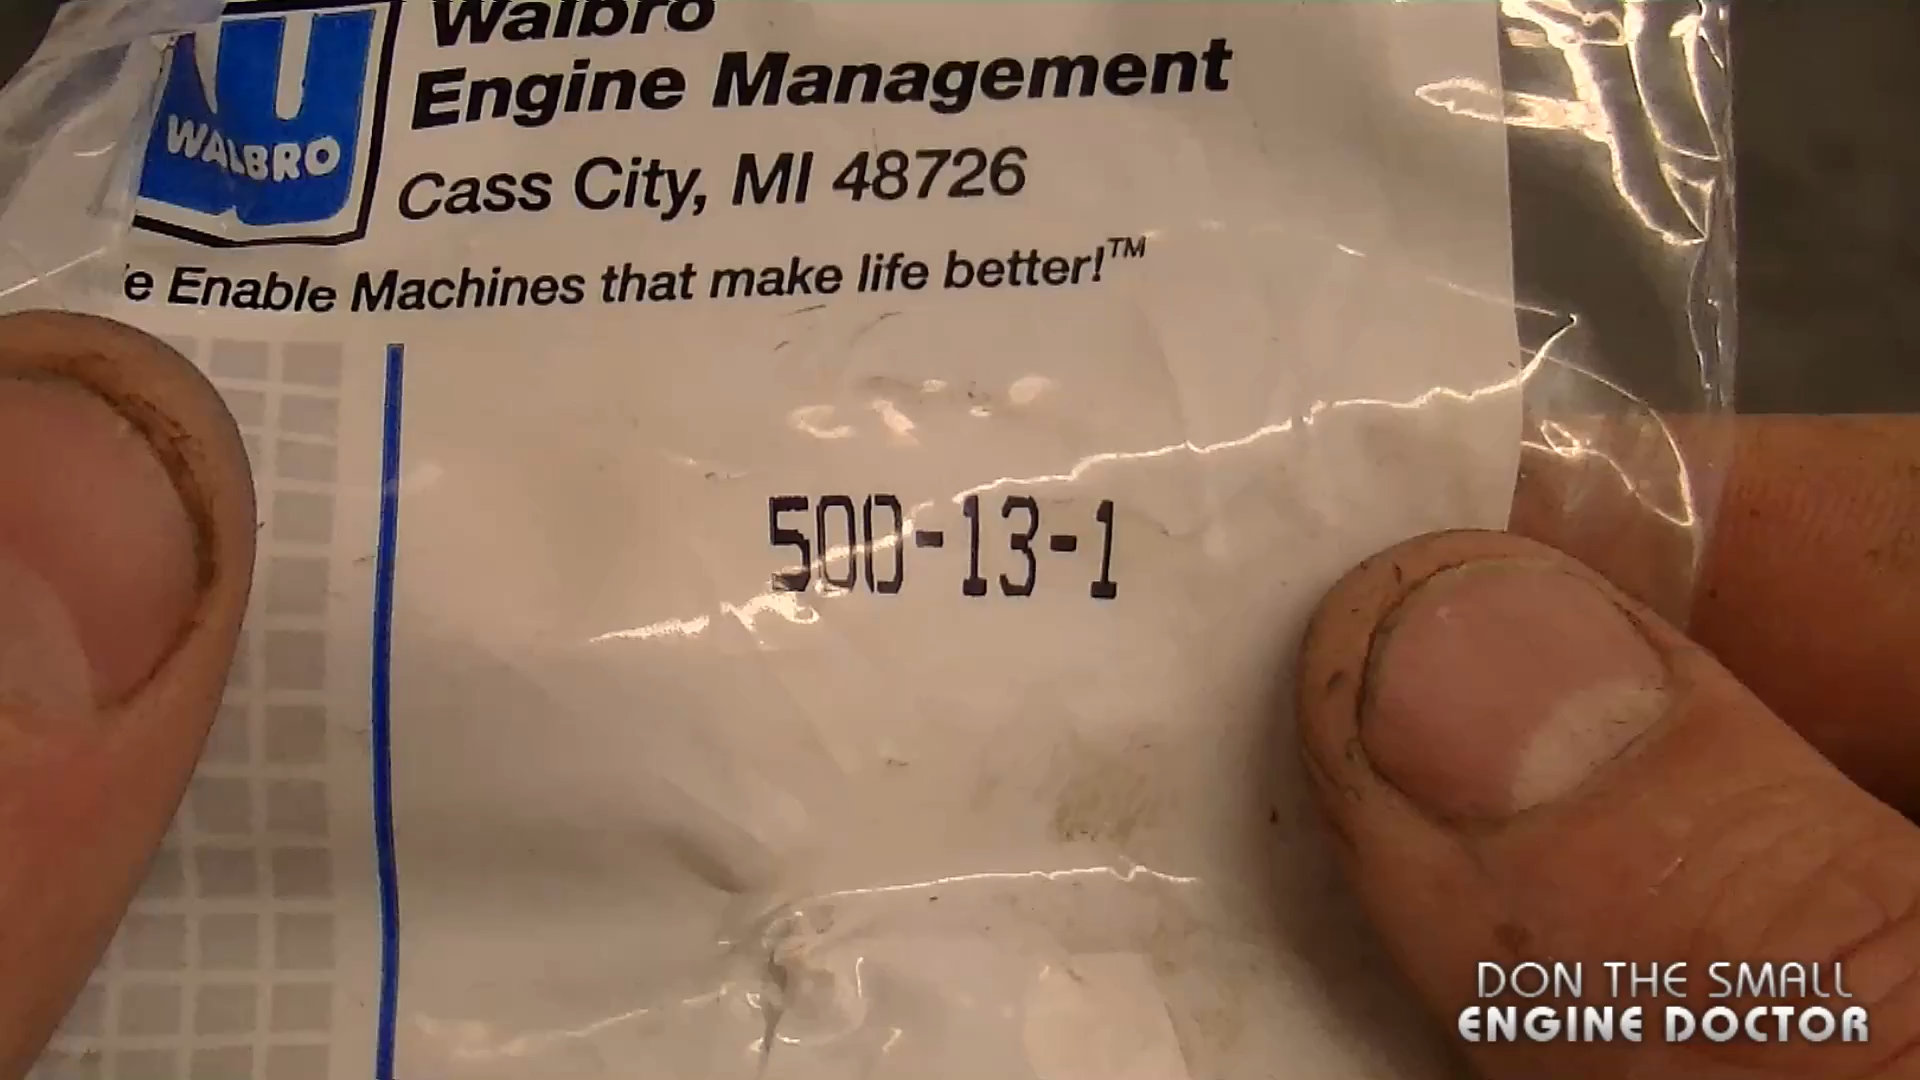 Walbro
Engine Management
WALBRO
Cass City, MI 48726
e Enable Machines that make life better!™
500-13-1
DON THE SMALL
ENGINE DOCTOR